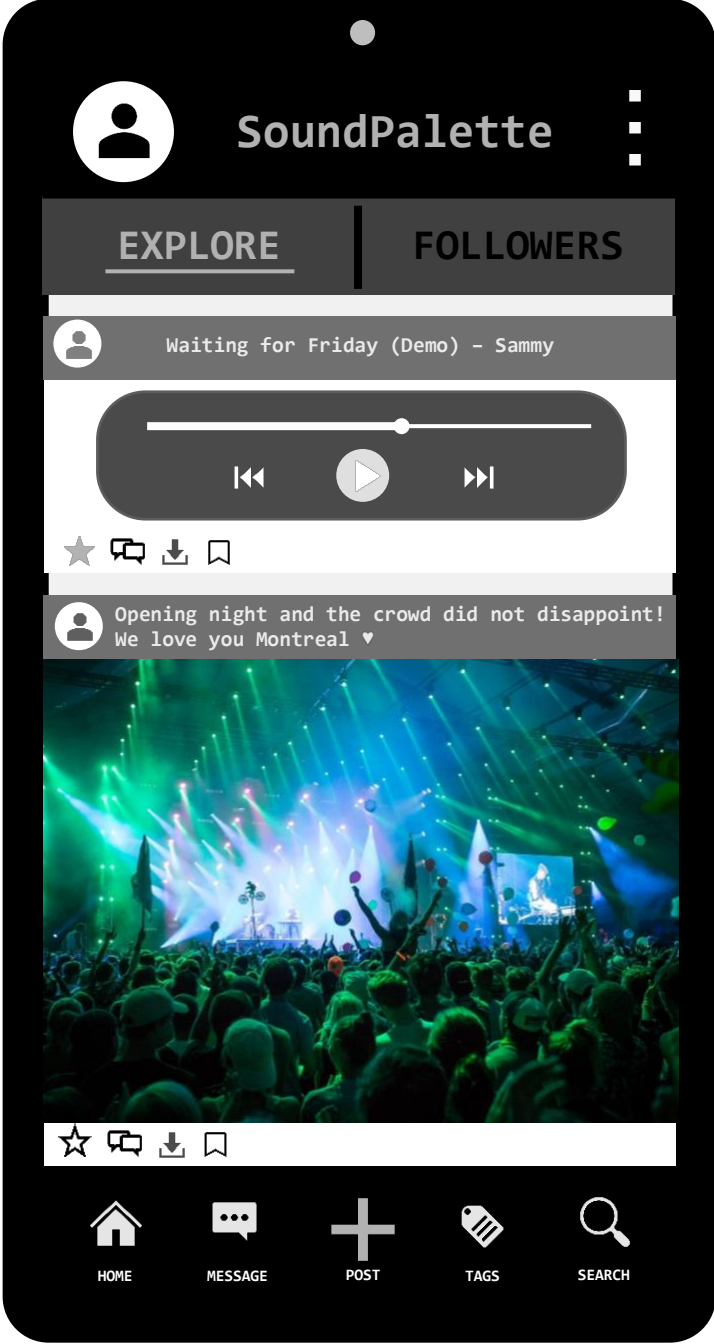 SoundPalette
EXPLORE
FOLLOWERS
Waiting for Friday (Demo) – Sammy
Opening night and the crowd did not disappoint!
We love you Montreal ♥
HOME
MESSAGE
POST
TAGS
SEARCH